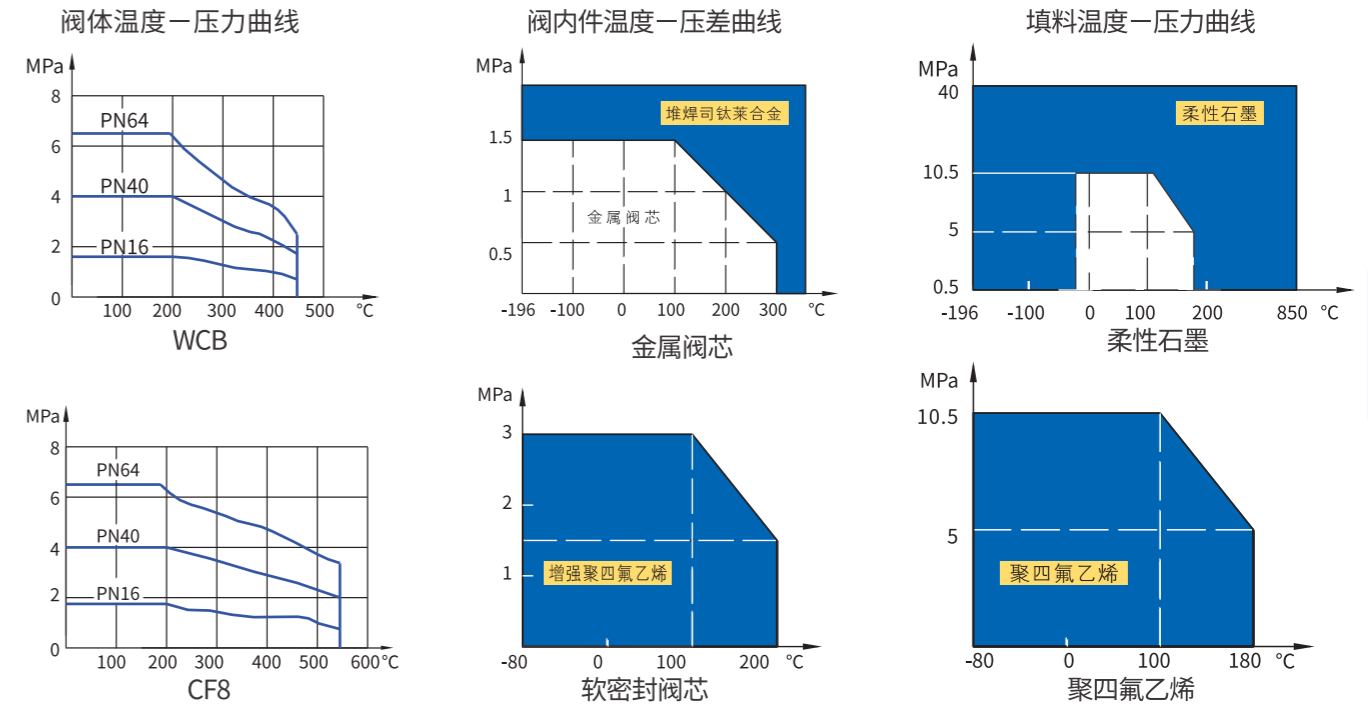 阀体温度－压力曲线
MPa
8
6
4
2
0
PN64
PN40
PN16
100 200 300 400 500 ℃
WCB
阀内件温度－压差曲线
MPa
1.5
1
0.5
堆焊司钛莱合金
金属阀芯
-196 -100 0 100 200 300 ℃
金属阀芯
填料温度－压力曲线
MPa
40
10.5
5
0.5
柔性石墨
-196 -100 0 100 200 850 ℃
柔性石墨
MPa
8
6
4
2
0
PN64
PN40
PN16
100 200 300 400 500 600℃
CF8
MPa
3
2
1
增强聚四氟乙烯
-80 0 100 200 ℃
软密封阀芯
MPa
10.5
5
聚四氟乙烯
-80 0 100 180 ℃
聚四氟乙烯